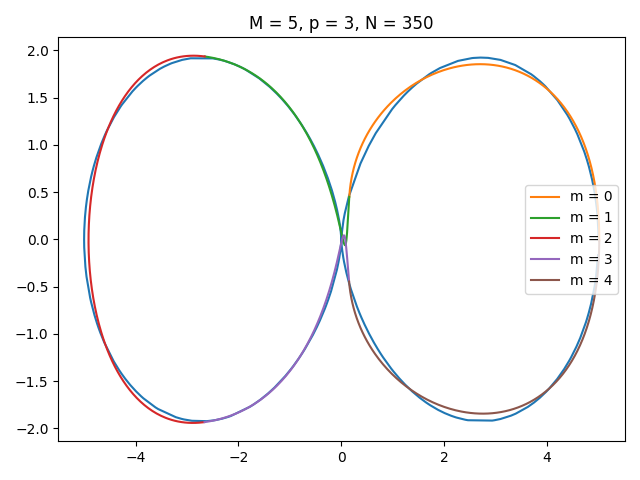 M = 5, p = 3, N = 350
2.0
1.5
1.0
0.5
0.0
−0.5
−1.0
−1.5
−2.0
m = 0
m = 1
m = 2
m = 3
m = 4
−4
−2
0
2
4